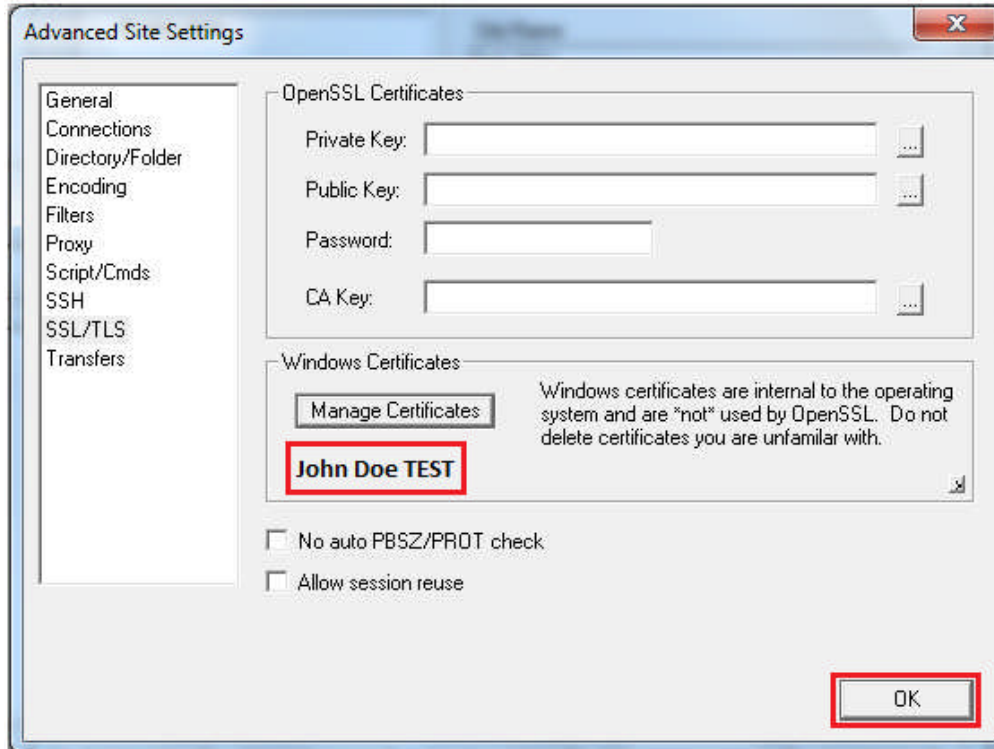 Advanced Site Settings
General
Connections
Directory/Folder
Encoding
Filters
Proxy
Script/Cmds
SSH
SSL/TLS
Transfers
OpenSSL Certificates
Private Key:
...
Public Key:
...
Password:
CA Key:
...
Windows Certificates
Manage Certificates
Windows certificates are internal to the operating
system and are *not* used by OpenSSL. Do not
delete certificates you are unfamilar with.
John Doe TEST
No auto PBSZ/PROT check
Allow session reuse
OK